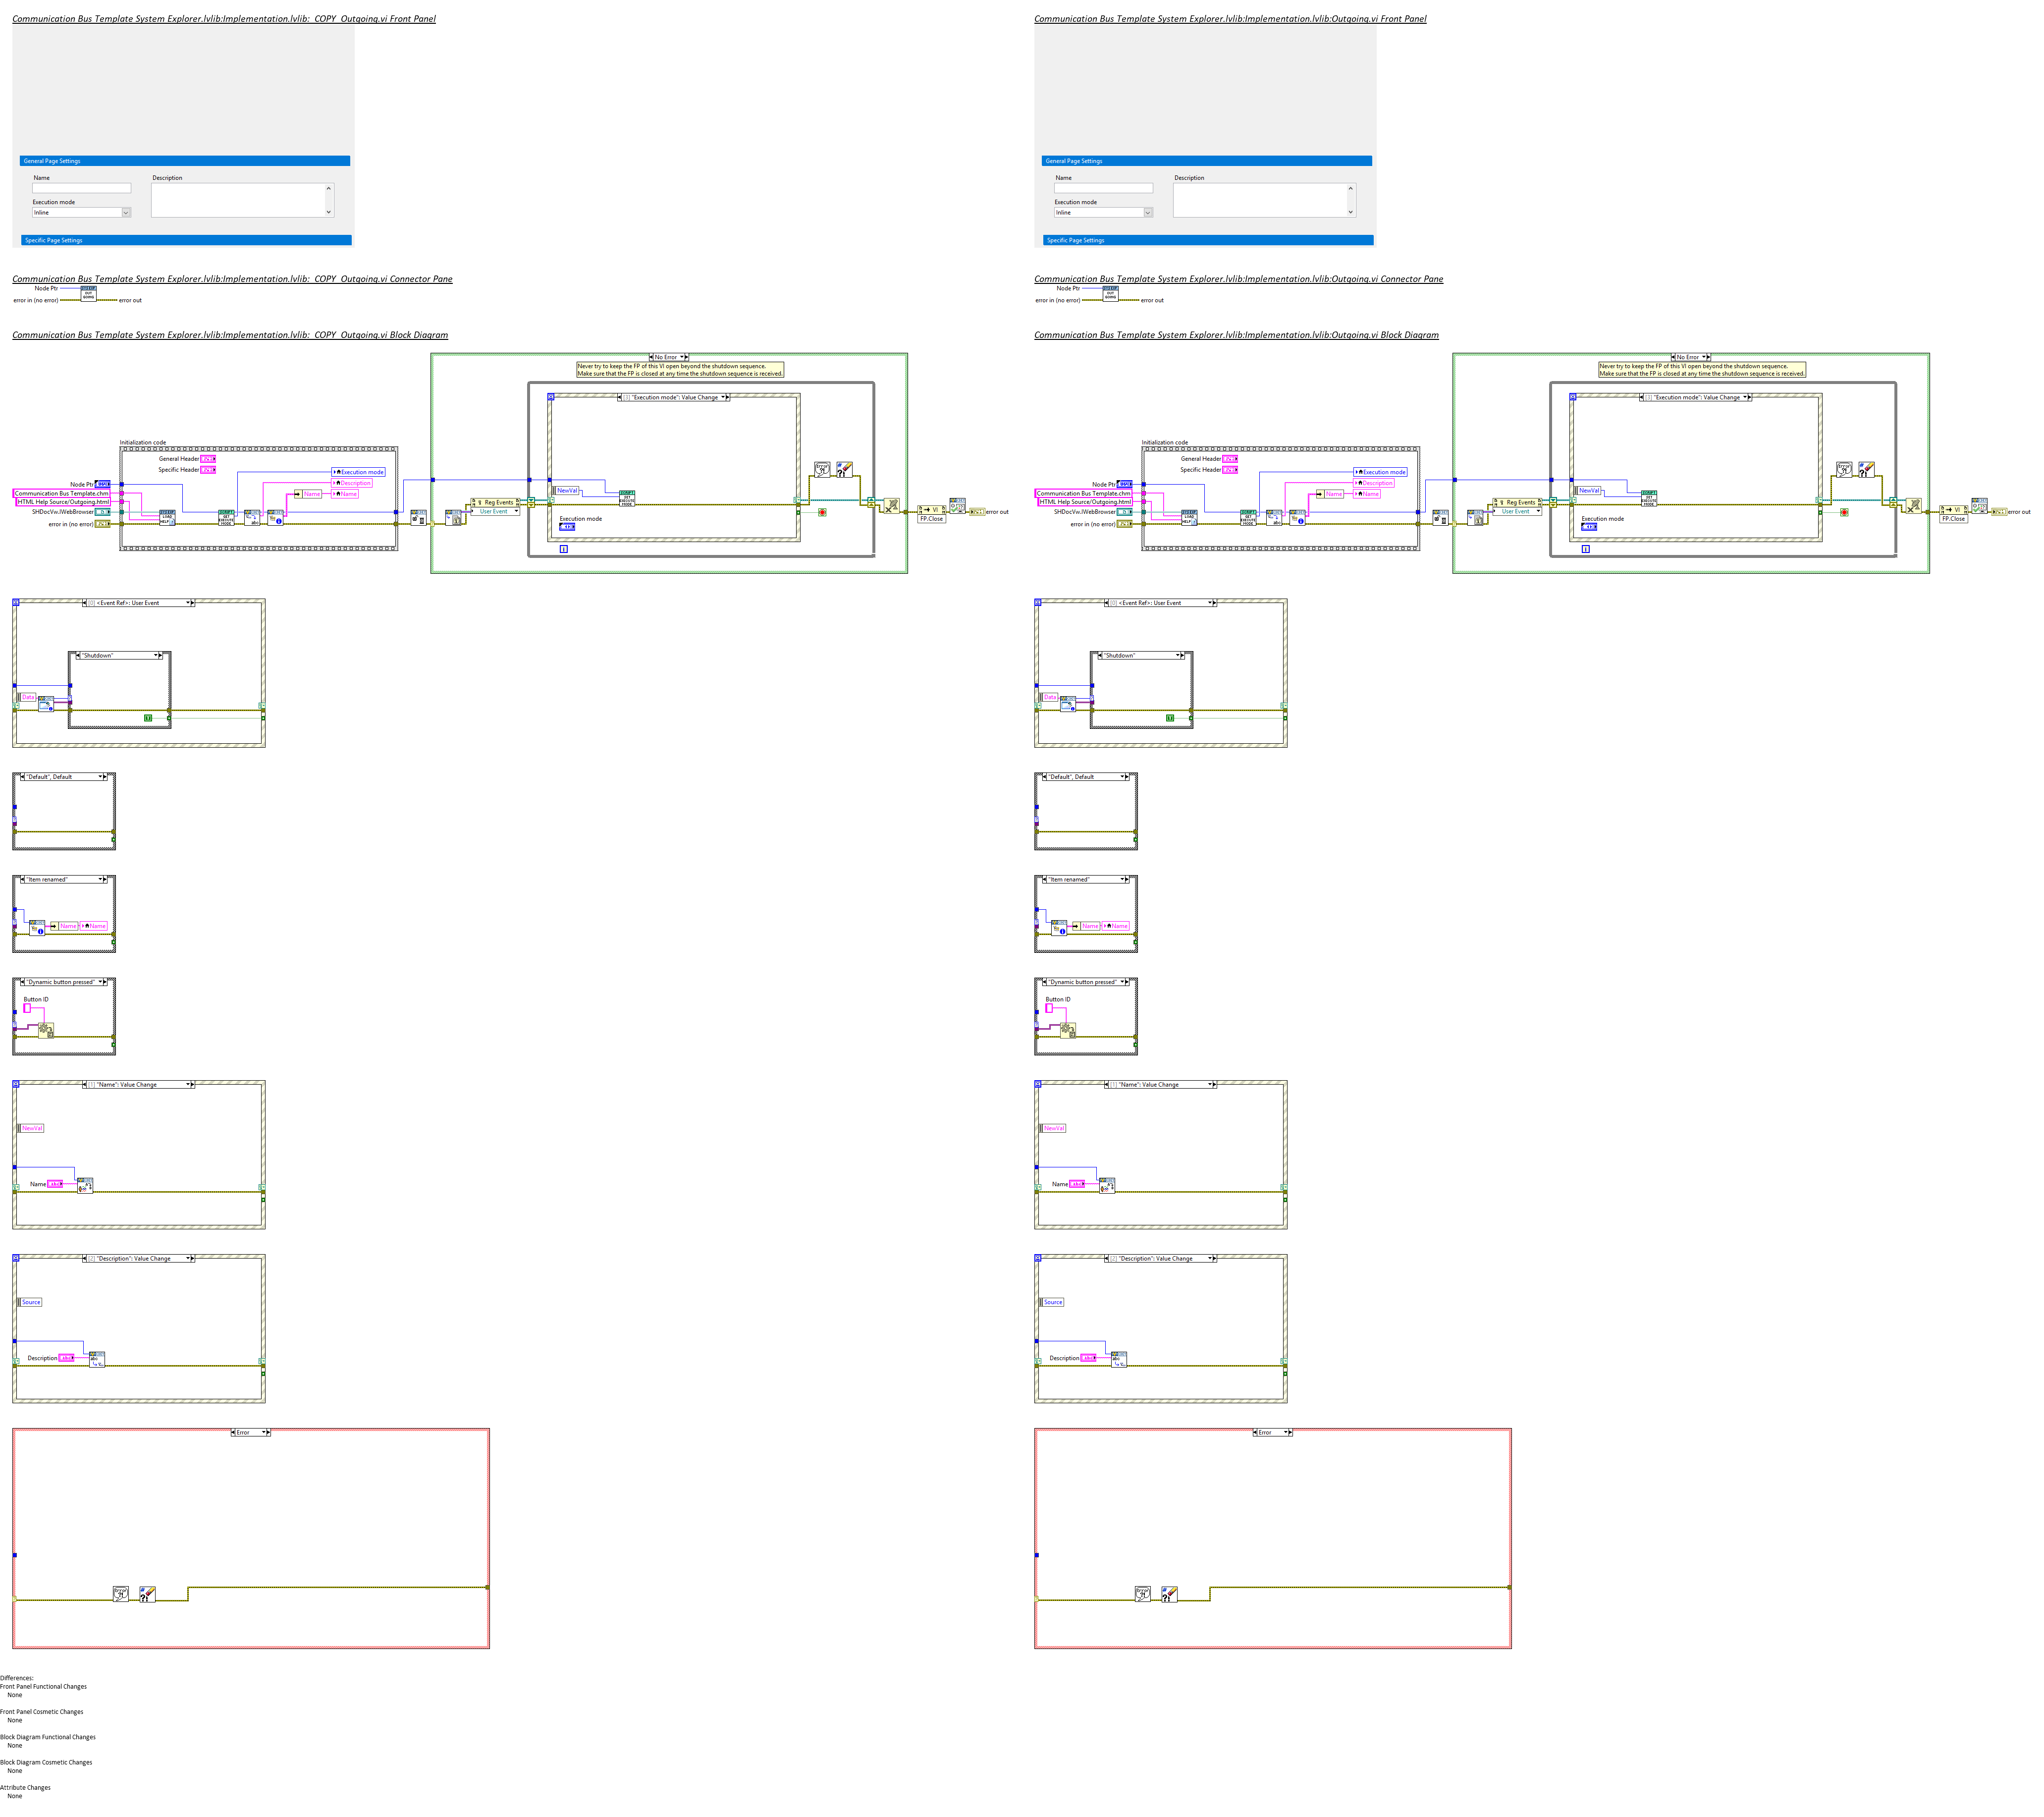 Communication Bus Template System Explorer.lvlib:Implementation.lvlib:_COPY_Outgoing.vi Front Panel
General Page Settings
Name
Description
Execution mode
Inline
Specific Page Settings
Communication Bus Template System Explorer.lvlib:Implementation.lvlib:_COPY_Outgoing.vi Connector Pane
Node Ptr
error in (no error)
OUT GOING
error out
Communication Bus Template System Explorer.lvlib:Implementation.lvlib:_COPY_Outgoing.vi Block Diagram
No Error
Never try to keep the FP of this VI open beyond the shutdown sequence.
Make sure that the FP is closed at any time the shutdown sequence is received.
[3] "Execution mode": Value Change
Initialization code
General Header
Specific Header
Execution mode
Description
Name
Name
Node Ptr
Communication Bus Template.chm
HTML Help Source/Outgoing.html
SHDocVw.IWebBrowser
error in (no error)
Reg Events
User Event
NewVal
Execution mode
VI
FP.Close
error out
[0] <Event Ref>: User Event
"Shutdown"
Data
"Default", Default
"Item renamed"
Name
Name
"Dynamic button pressed"
Button ID
[1] "Name": Value Change
NewVal
Name
[2] "Description": Value Change
Source
Description
Error
Communication Bus Template System Explorer.lvlib:Implementation.lvlib:Outgoing.vi Front Panel
General Page Settings
Name
Description
Execution mode
Inline
Specific Page Settings
Communication Bus Template System Explorer.lvlib:Implementation.lvlib:Outgoing.vi Connector Pane
Node Ptr
error in (no error)
OUT GOING
error out
Communication Bus Template System Explorer.lvlib:Implementation.lvlib:Outgoing.vi Block Diagram
No Error
Never try to keep the FP of this VI open beyond the shutdown sequence.
Make sure that the FP is closed at any time the shutdown sequence is received.
[3] "Execution mode": Value Change
Initialization code
General Header
Specific Header
Execution mode
Description
Name
Name
Node Ptr
Communication Bus Template.chm
HTML Help Source/Outgoing.html
SHDocVw.IWebBrowser
error in (no error)
Reg Events
User Event
NewVal
Execution mode
VI
FP.Close
error out
[0] <Event Ref>: User Event
"Shutdown"
Data
"Default", Default
"Item renamed"
Name
Name
"Dynamic button pressed"
Button ID
[1] "Name": Value Change
NewVal
Name
[2] "Description": Value Change
Source
Description
Error
Differences:
Front Panel Functional Changes
None
Front Panel Cosmetic Changes
None
Block Diagram Functional Changes
None
Block Diagram Cosmetic Changes
None
Attribute Changes
None